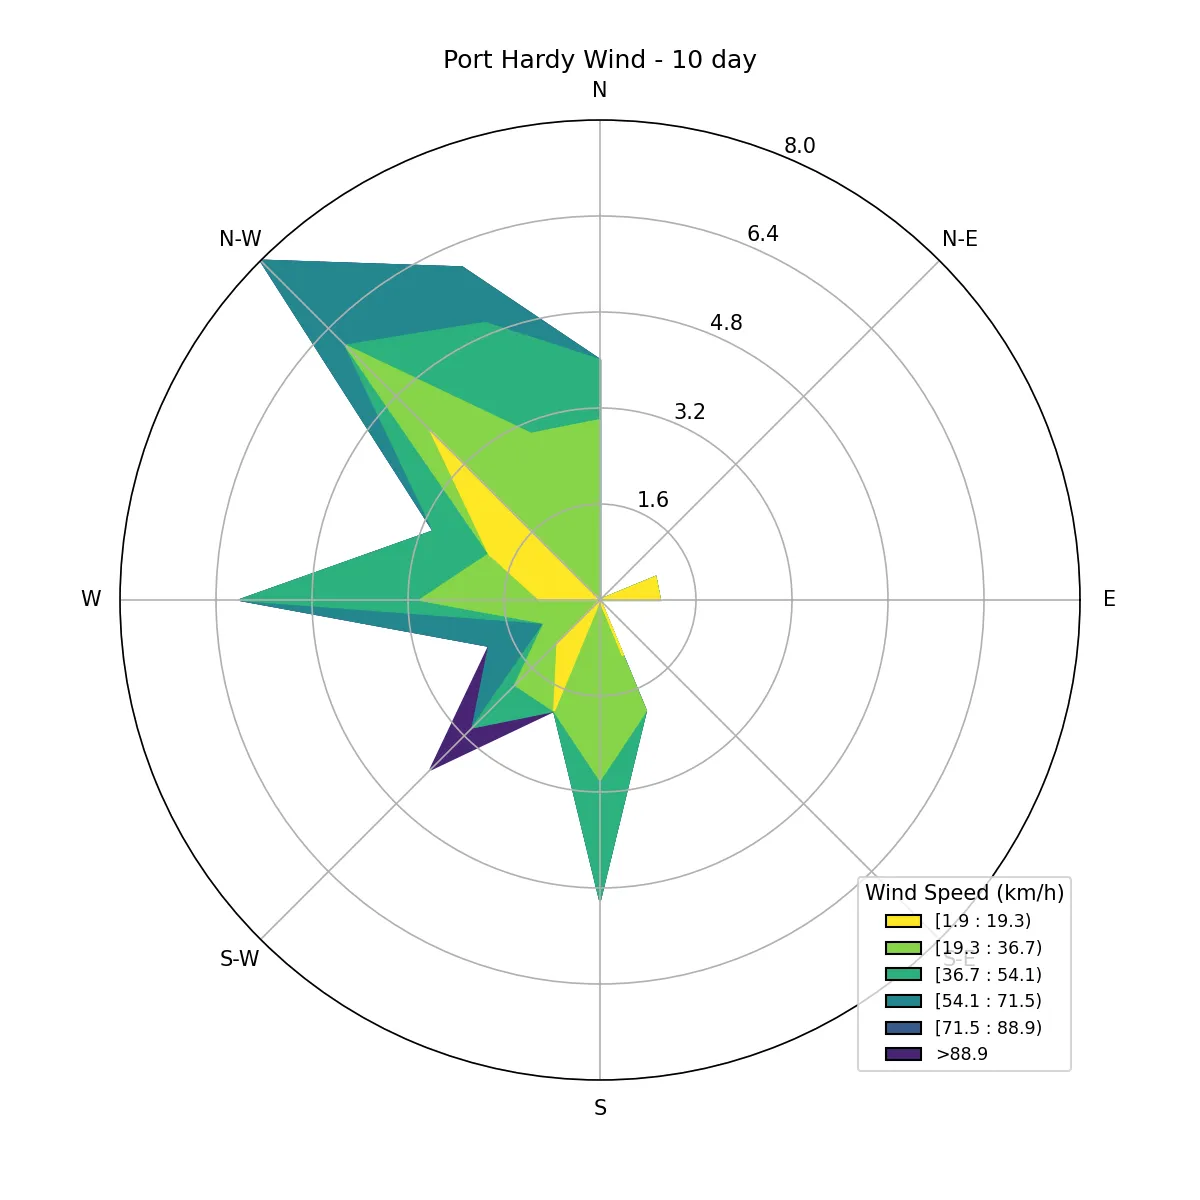 Port Hardy Wind - 10 day
N
8.0
N-W
N-E
6.4
4.8
3.2
1.6
W
E
S-W
S-E
S
Wind Speed (km/h)
[1.9 : 19.3)
[19.3 : 36.7)
[36.7 : 54.1)
[54.1 : 71.5)
[71.5 : 88.9)
>88.9